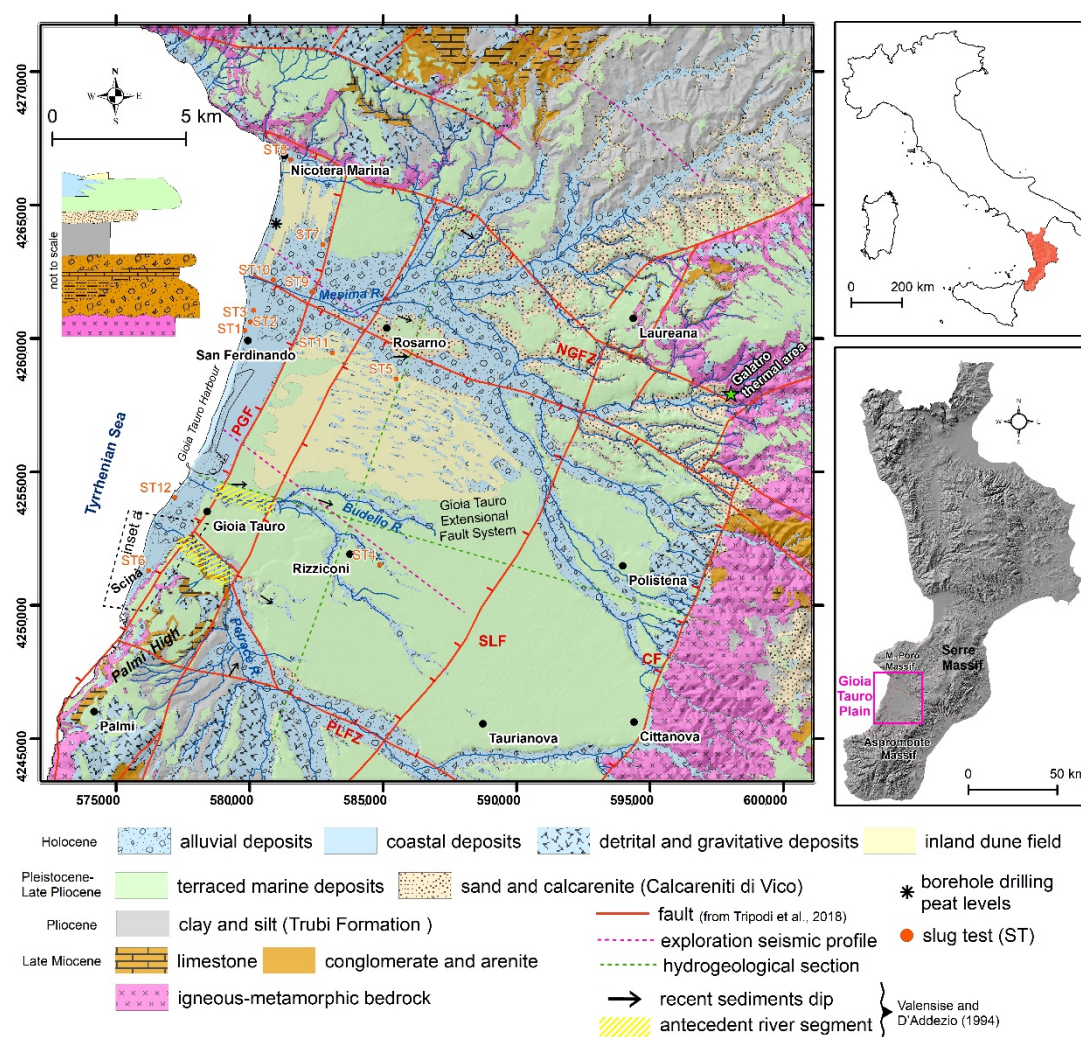 4270000
4265000
4260000
4255000
4250000
4245000
575000
580000
585000
590000
595000
600000
N
W
E
S
0
5 km
not to scale
ST8
Nicotera Marina
ST7
ST10
ST9
Mesima R.
ST3
ST2
ST1
San Ferdinando
Rosarno
ST11
ST5
Laureana
NGFZ
Galatro
thermal area
Gioia Tauro Harbour
PGF
Tyrrhenian Sea
ST12
Gioia Tauro
Budello R.
Gioia Tauro
Extensional
Fault System
inset a
ST6
Scinà
ST4
Rizziconi
Polistena
SLF
CF
Palmi High
Petrace R.
Palmi
PLFZ
Taurianova
Cittanova
0
200 km
N
W
E
S
M. Poro
Massif
Serre
Massif
Gioia
Tauro
Plain
Aspromonte
Massif
0
50 km
Holocene
alluvial deposits
coastal deposits
detrital and gravitative deposits
inland dune field
Pleistocene-
Late Pliocene
terraced marine deposits
sand and calcarenite (Calcareniti di Vico)
borehole drilling
peat levels
Pliocene
clay and silt (Trubi Formation )
fault (from Tripodi et al., 2018)
slug test (ST)
exploration seismic profile
Late Miocene
limestone
conglomerate and arenite
hydrogeological section
igneous-metamorphic bedrock
recent sediments dip
antecedent river segment
Valensise and
D'Addezio (1994)